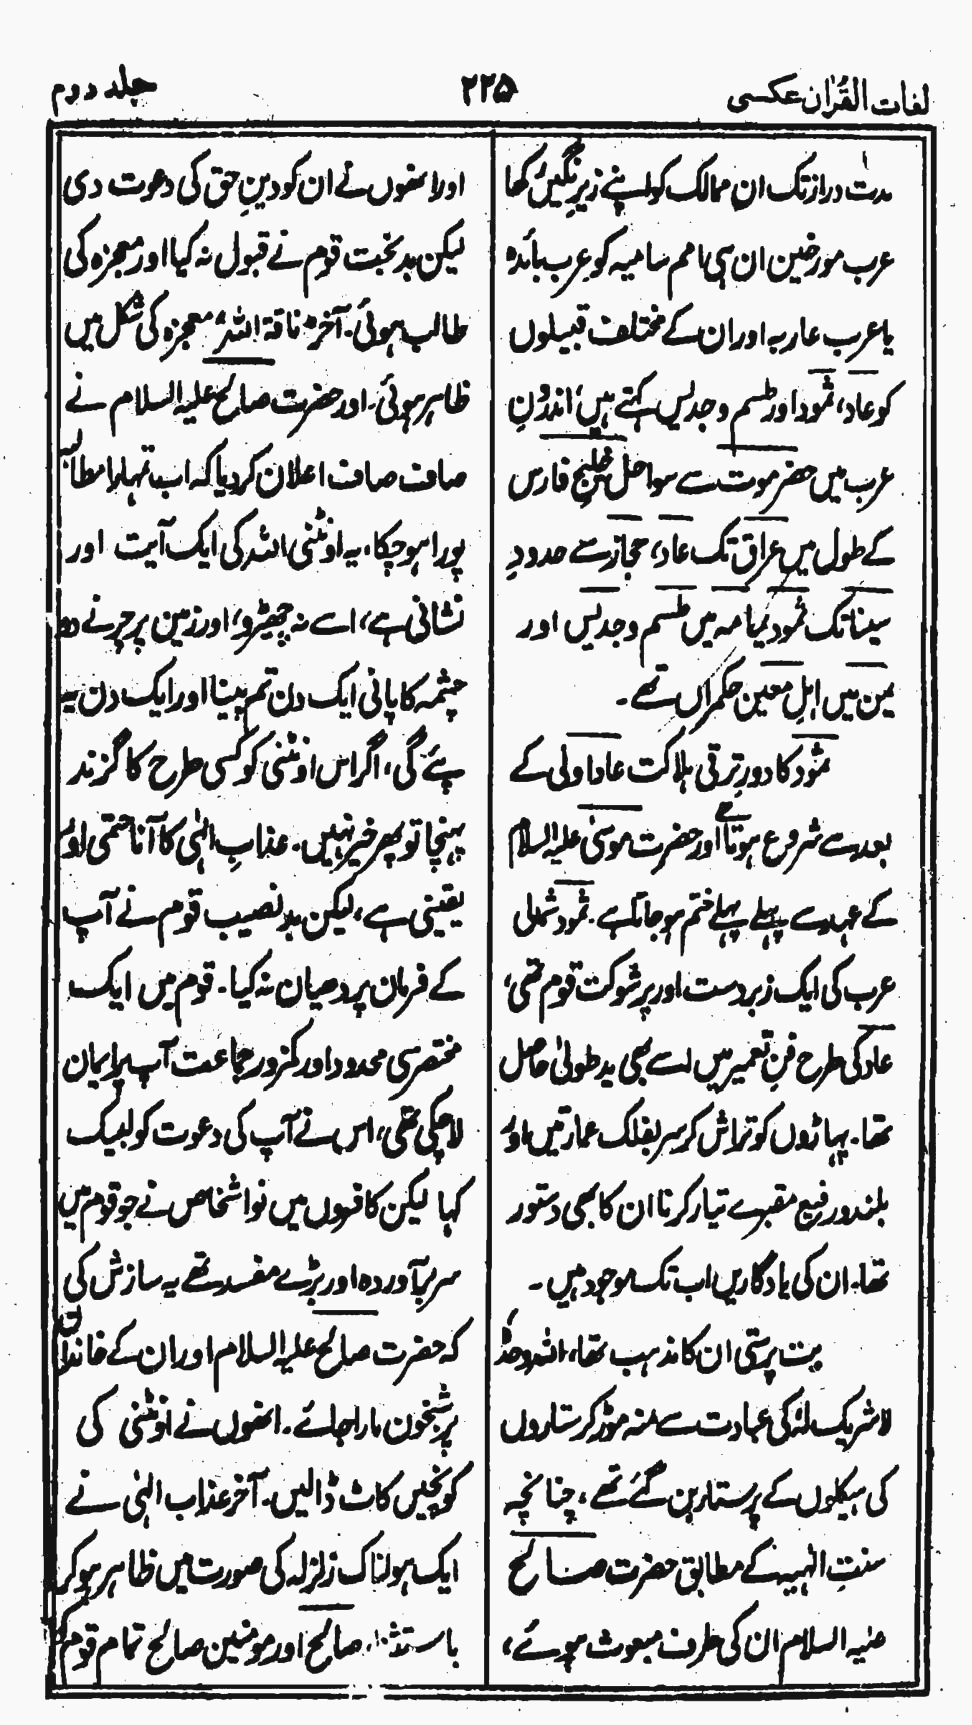 لغات القرآن عکسی ۲۲۵ جلد دوم
مدت دراز تک ان ممالک کو اپنے زیرِ نگیں رکھا
عرب مورخین ان ہی امم سامیہ کو عرب بائدہ
یا عرب عاربہ اور ان کے مختلف قبیلوں
کو عاد، ثمود اور طسم و جدیس کہتے ہیں، اندرونِ
عرب میں حضر موت سے سواحل خلیج فارس
کے طول میں عراق تک عاد، حجاز سے حدودِ
سینا تک ثمود یمامہ میں طسم و جدیس اور
یمن میں اہلِ معین حکمراں تھے۔
ثمود کا دورِ ترقی ہلاکت عاد اولی کے
بعد سے شروع ہوتا ہے اور حضرت موسیٰ علیہ السلام
کے عہد سے پہلے پہلے ختم ہو جاتا ہے۔ ثمود شمالی
عرب کی ایک زبردست اور پر شوکت قوم تھی،
عاد کی طرح فنِ تعمیر میں اسے بھی ید طولیٰ حاصل
تھا۔ پہاڑوں کو تراش کر سر بفلک عمارتیں اور
بلند ور فیع مقبرے تیار کرنا ان کا بھی دستور
تھا۔ ان کی یادگاریں اب تک موجود ہیں۔
بت پرستی ان کا مذہب تھا، اللہ وحدہٗ
لا شریک لہٗ کی عبادت سے منہ موڑ کر ستاروں
کی ہیکلوں کے پرستار بن گئے تھے، چنانچہ
سنتِ الٰہیہ کے مطابق حضرت صالح
علیہ السلام ان کی طرف مبعوث ہوئے،
اور انھوں نے ان کو دینِ حق کی دعوت دی
لیکن بدبخت قوم نے قبول نہ کیا اور معجزہ کی
طالب ہوئی۔ آخر ناقۃ اللہ، معجزہ کی شکل میں
ظاہر ہوئی۔ اور حضرت صالح علیہ السلام نے
صاف صاف اعلان کر دیا کہ اب تمہارا مطالبہ
پورا ہو چکا، یہ اونٹنی اللہ کی ایک آیت اور
نشانی ہے، اسے نہ چھیڑو، اور زمین پر چرنے دو
چشمہ کا پانی ایک دن تم پینا اور ایک دن یہ
پئے گی، اگر اس اونٹنی کو کسی طرح کا گزند
پہنچا تو پھر خیر نہیں۔ عذابِ الٰہی کا آنا حتمی اور
یقینی ہے، لیکن بد نصیب قوم نے آپ
کے فرمان پر دھیان نہ کیا۔ قوم میں ایک
مختصر سی محدود اور کمزور جماعت آپ پر ایمان
لا چکی تھی، اس نے آپ کی دعوت کو لبیک
کہا لیکن کافروں میں نو اشخاص نے جو قوم میں
سربرآوردہ اور بڑے مفسد تھے یہ سازش کی
کہ حضرت صالح علیہ السلام اور ان کے خاندان
پر شبخون مارا جائے۔ انھوں نے اونٹنی کی
کونچیں کاٹ ڈالیں۔ آخر عذاب الٰہی نے
ایک ہولناک زلزلہ کی صورت میں ظاہر ہو کر
باستثناء صالح اور مومنین صالح تمام قوم کو